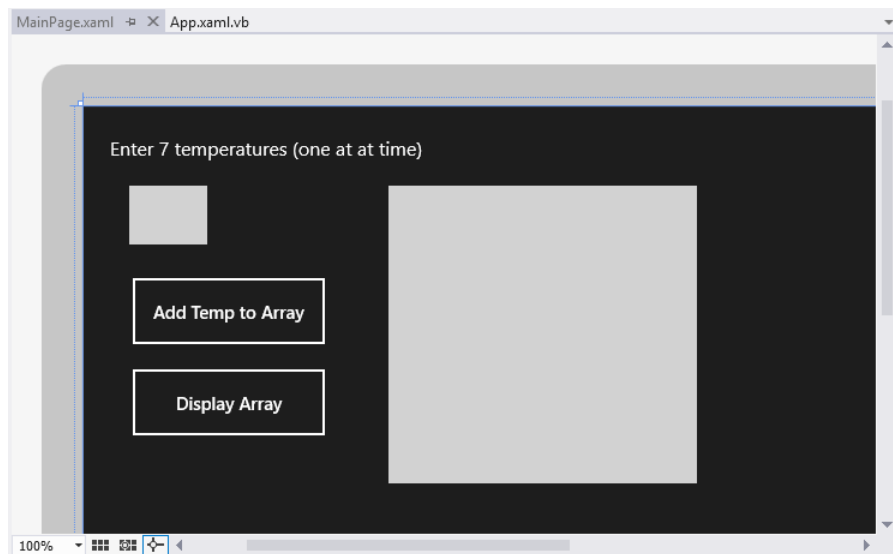 MainPage.xaml
App.xaml.vb
Enter 7 temperatures (one at at time)
Add Temp to Array
Display Array
100%